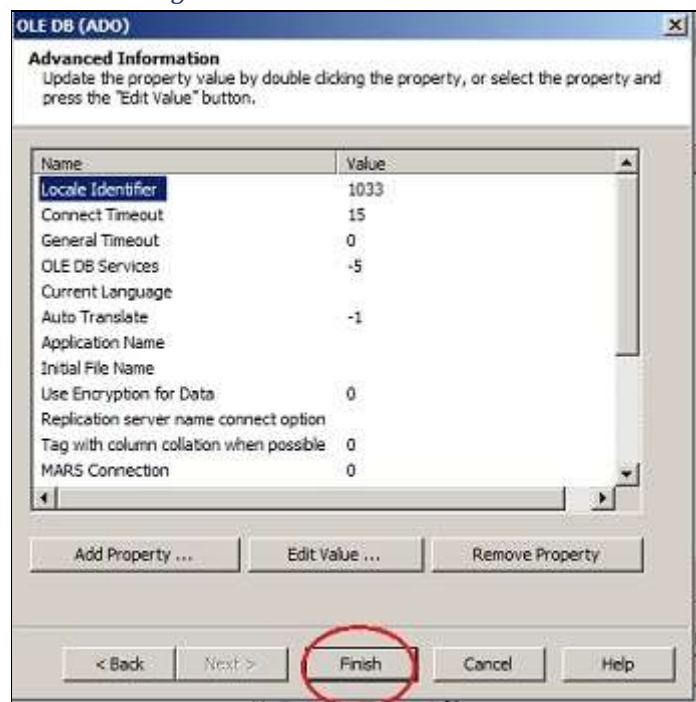 OLE DB (ADO)
Advanced Information
Update the property value by double clicking the property, or select the property and
press the "Edit Value" button.
Name Value
Locale Identifier 1033
Connect Timeout 15
General Timeout 0
OLE DB Services -5
Current Language
Auto Translate -1
Application Name
Initial File Name
Use Encryption for Data 0
Replication server name connect option
Tag with column collation when possible 0
MARS Connection 0
Add Property ... Edit Value ... Remove Property
< Back Next > Finish Cancel Help